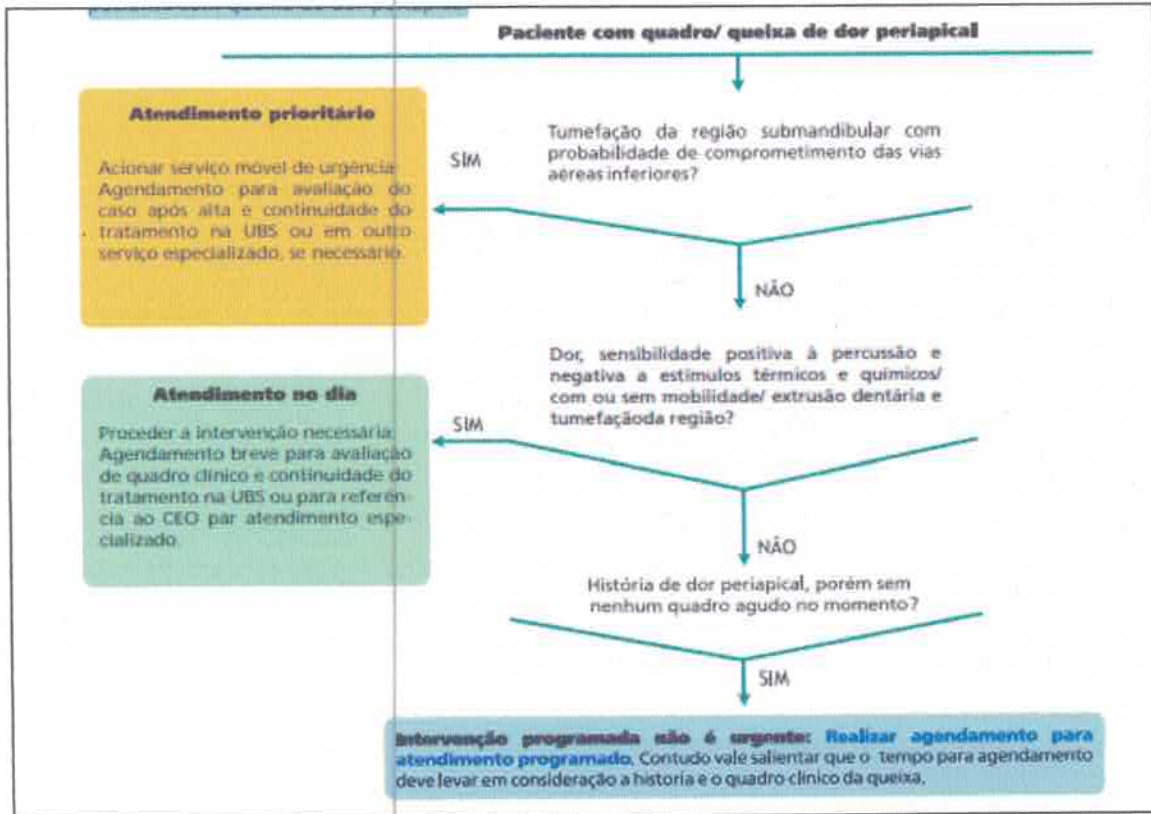 Paciente com quadro/ queixa de dor periapical
Atendimento prioritário
Acionar serviço móvel de urgência
Agendamento para avaliação do
caso após alta e continuidade do
tratamento na UBS ou em outro
serviço especializado, se necessário.
SIM
Tumefação da região submandibular com
probabilidade de comprometimento das vias
aéreas inferiores?
NÃO
Atendimento no dia
Proceder a intervenção necessária
Agendamento breve para avaliação
de quadro clínico e continuidade do
tratamento na UBS ou para referên-
cia ao CEO par atendimento espe-
cializado
SIM
Dor, sensibilidade positiva à percussão e
negativa a estímulos térmicos e químicos/
com ou sem mobilidade/ extrusão dentária e
tumefaçãoda região?
NÃO
História de dor periapical, porém sem
nenhum quadro agudo no momento?
SIM
Intervenção programada não é urgente: Realizar agendamento para
atendimento programado. Contudo vale salientar que o tempo para agendamento
deve levar em consideração a historia e o quadro clínico da queixa.